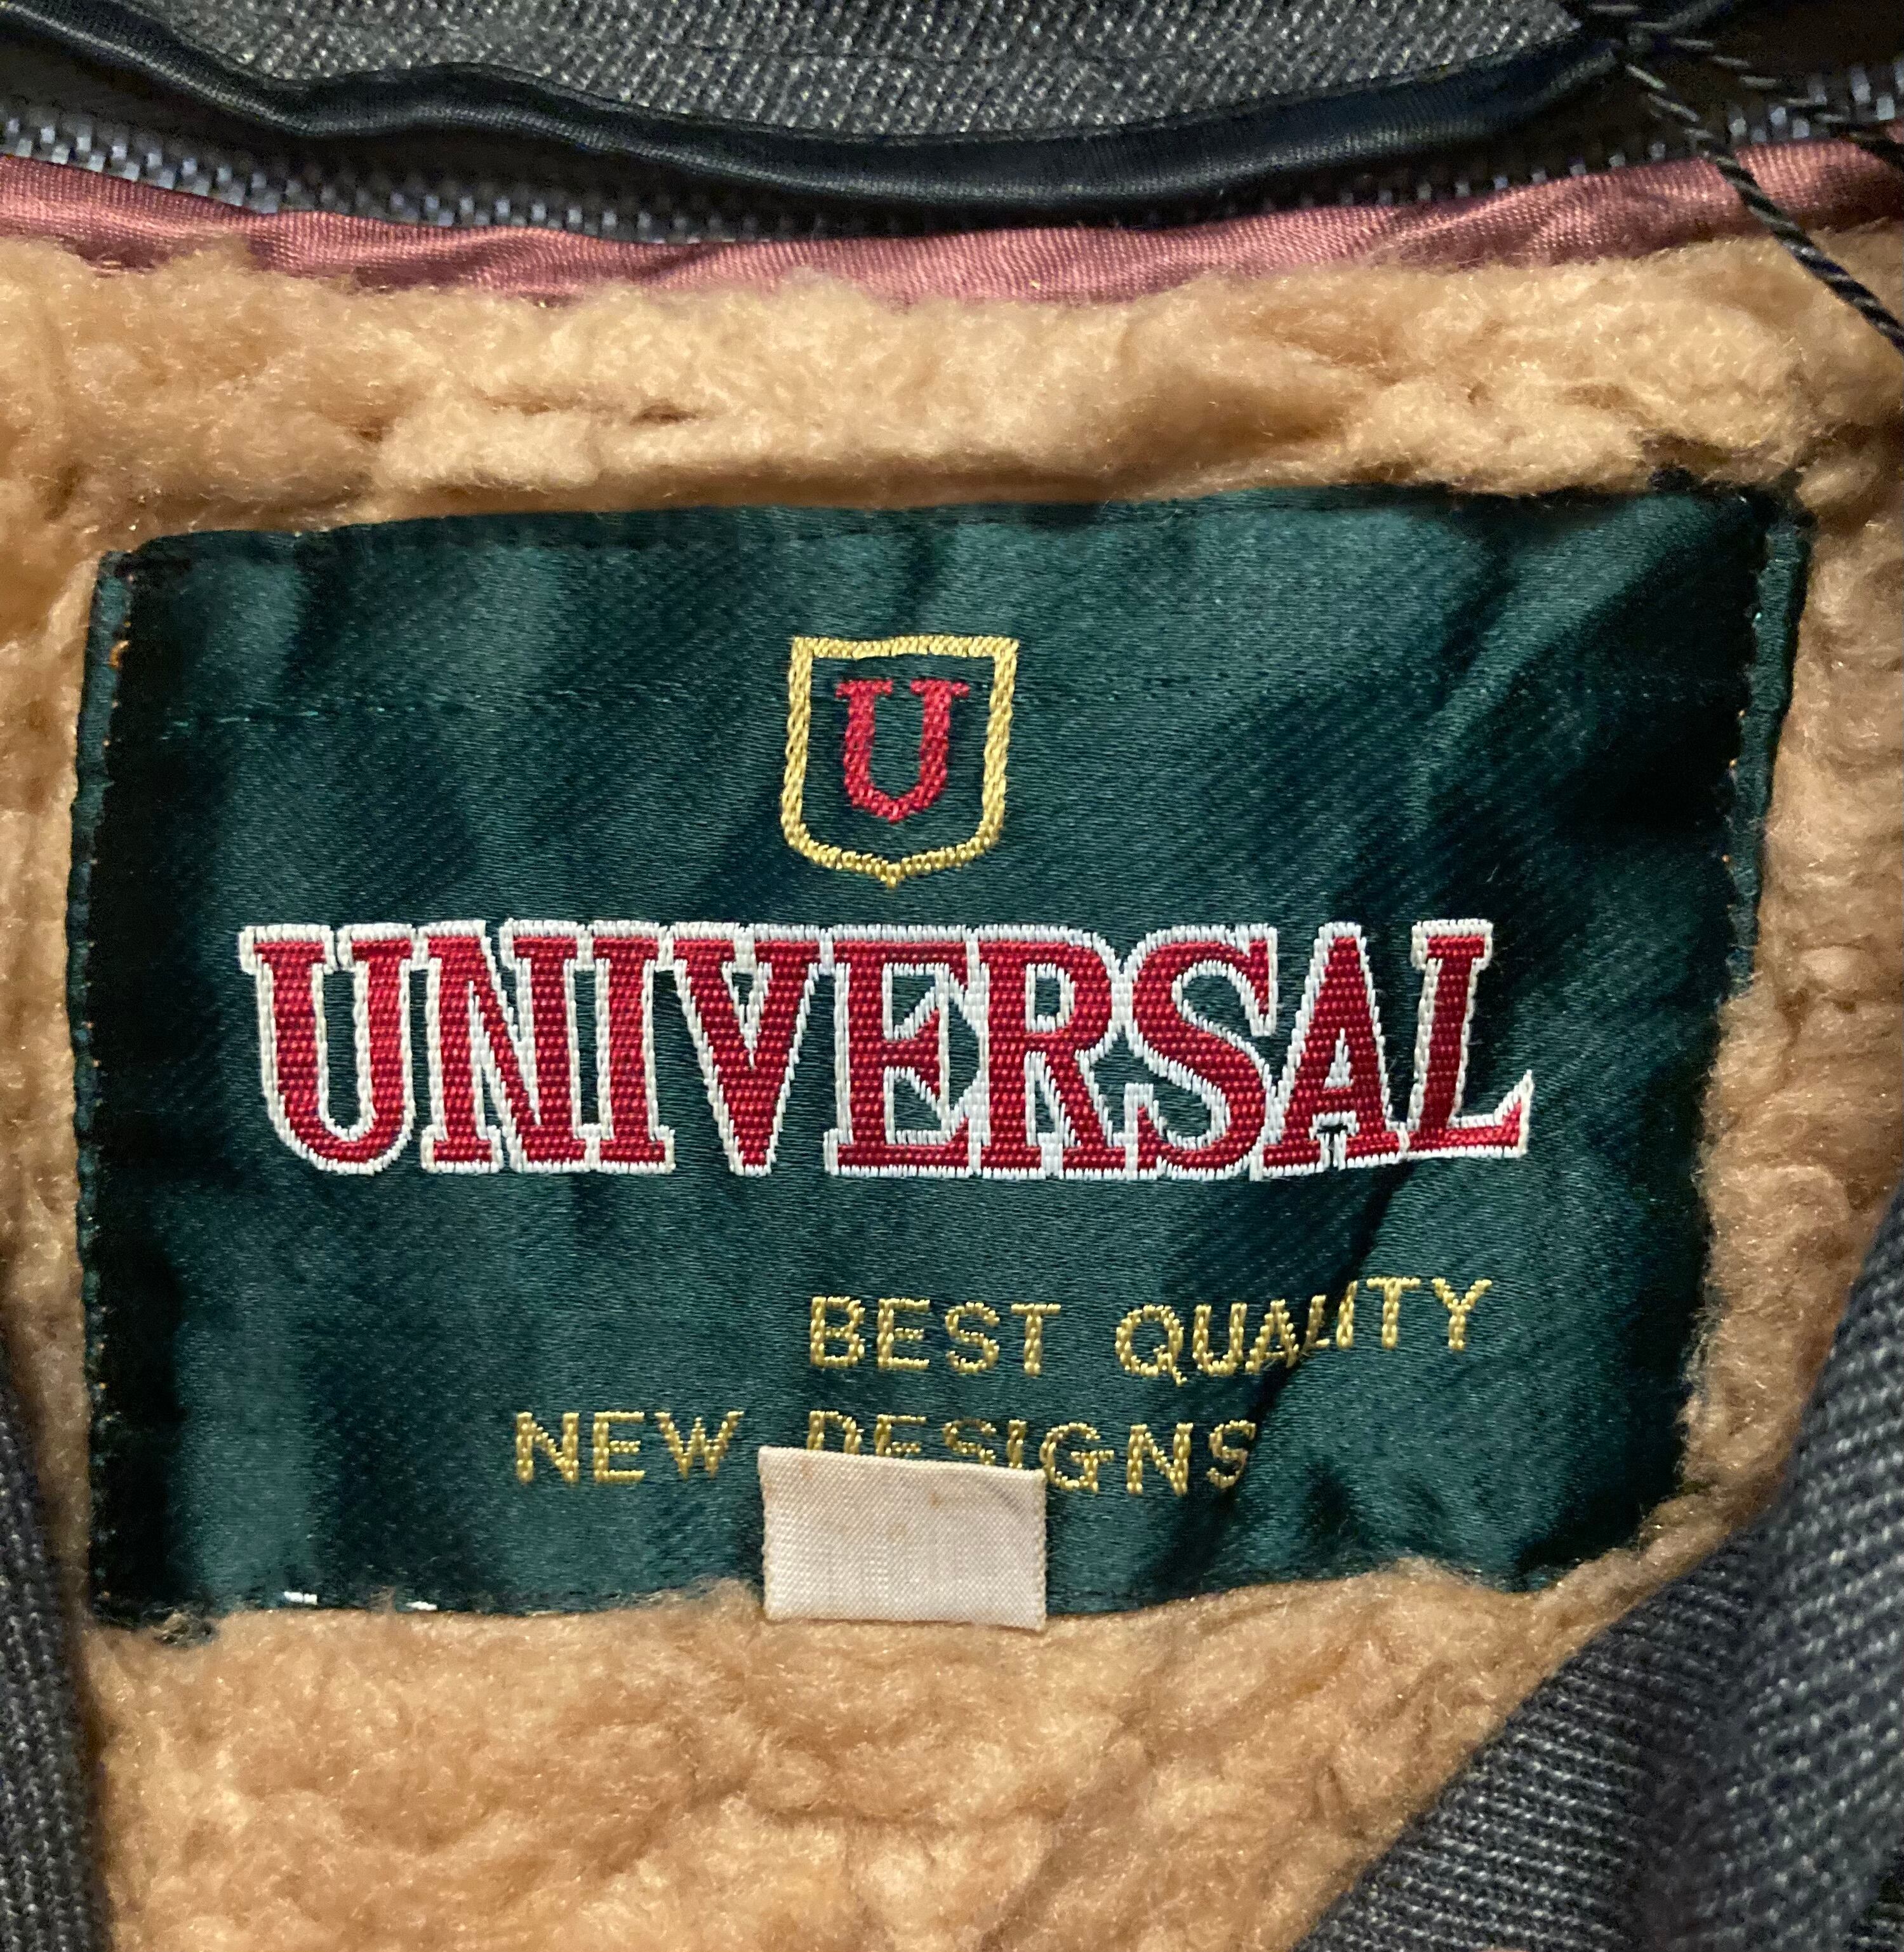 U
UNIVERSAL
BEST QUALITY
NEW DESIGNS